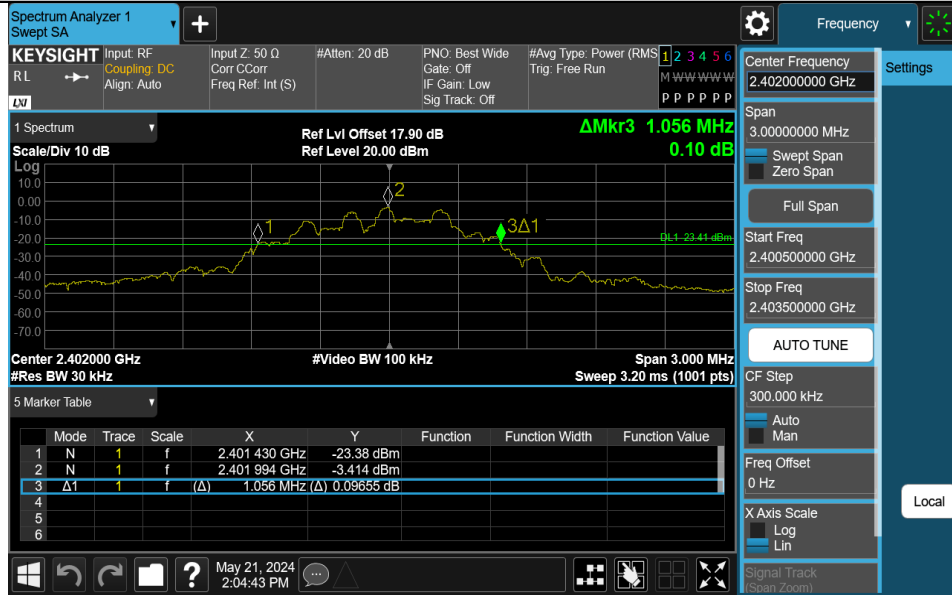 Spectrum Analyzer 1
Swept SA
+
Frequency
KEYSIGHT
RL
LXI
Input: RF
Coupling: DC
Align: Auto
Input Z: 50 Ω
Corr CCorr
Freq Ref: Int (S)
#Atten: 20 dB
PNO: Best Wide
Gate: Off
IF Gain: Low
Sig Track: Off
#Avg Type: Power (RMS
Trig: Free Run
1 2 3 4 5 6
M W W W W W
P P P P P P
Center Frequency
2.402000000 GHz
Settings
Span
3.00000000 MHz
Swept Span
Zero Span
Full Span
Start Freq
2.400500000 GHz
Stop Freq
2.403500000 GHz
AUTO TUNE
CF Step
300.000 kHz
Auto
Man
Freq Offset
0 Hz
X Axis Scale
Log
Lin
Signal Track
(Span Zoom)
Local
1 Spectrum
Scale/Div 10 dB
Ref Lvl Offset 17.90 dB
Ref Level 20.00 dBm
ΔMkr3 1.056 MHz
0.10 dB
Log
10.0
0.00
-10.0
-20.0
-30.0
-40.0
-50.0
-60.0
-70.0
1
2
3Δ1
DL1 -23.41 dBm
Center 2.402000 GHz
#Video BW 100 kHz
Span 3.000 MHz
#Res BW 30 kHz
Sweep 3.20 ms (1001 pts)
5 Marker Table
Mode Trace Scale X Y Function Function Width Function Value
1 N 1 f 2.401 430 GHz -23.38 dBm
2 N 1 f 2.401 994 GHz -3.414 dBm
3 Δ1 1 f (Δ) 1.056 MHz (Δ) 0.09655 dB
4
5
6
?
May 21, 2024
2:04:43 PM